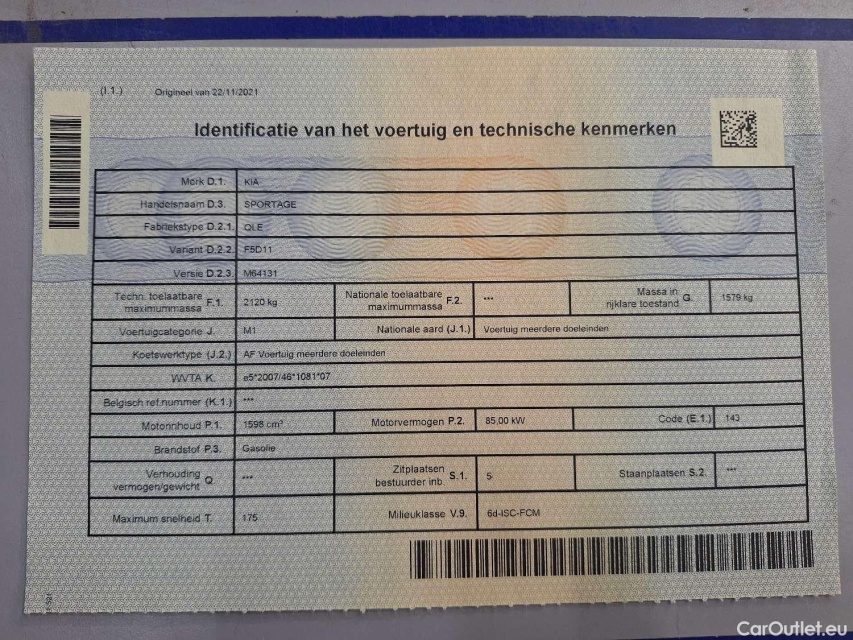 (I.1.) Origineel van 22/11/2021
Identificatie van het voertuig en technische kenmerken
Merk D.1. KIA
Handelsnaam D.3. SPORTAGE
Fabriekstype D.2.1. QLE
Variant D.2.2. F5D11
Versie D.2.3. M64131
Techn. toelaatbare maximummassa F.1. 2120 kg Nationale toelaatbare maximummassa F.2. *** Massa in rijklare toestand G. 1579 kg
Voertuigcategorie J. M1 Nationale aard (J.1.) Voertuig meerdere doeleinden
Koetswerktype (J.2.) AF Voertuig meerdere doeleinden
WVTA K. e5*2007/46*1081*07
Belgisch ref.nummer (K.1.) ***
Motorinhoud P.1. 1598 cm³ Motorvermogen P.2. 85,00 kW Code (E.1.) 143
Brandstof P.3. Gasolie
Verhouding vermogen/gewicht Q *** Zitplaatsen bestuurder inb. S.1. 5 Staanplaatsen S.2. ***
Maximum snelheid T. 175 Milieuklasse V.9. 6d-ISC-FCM
CarOutlet.eu